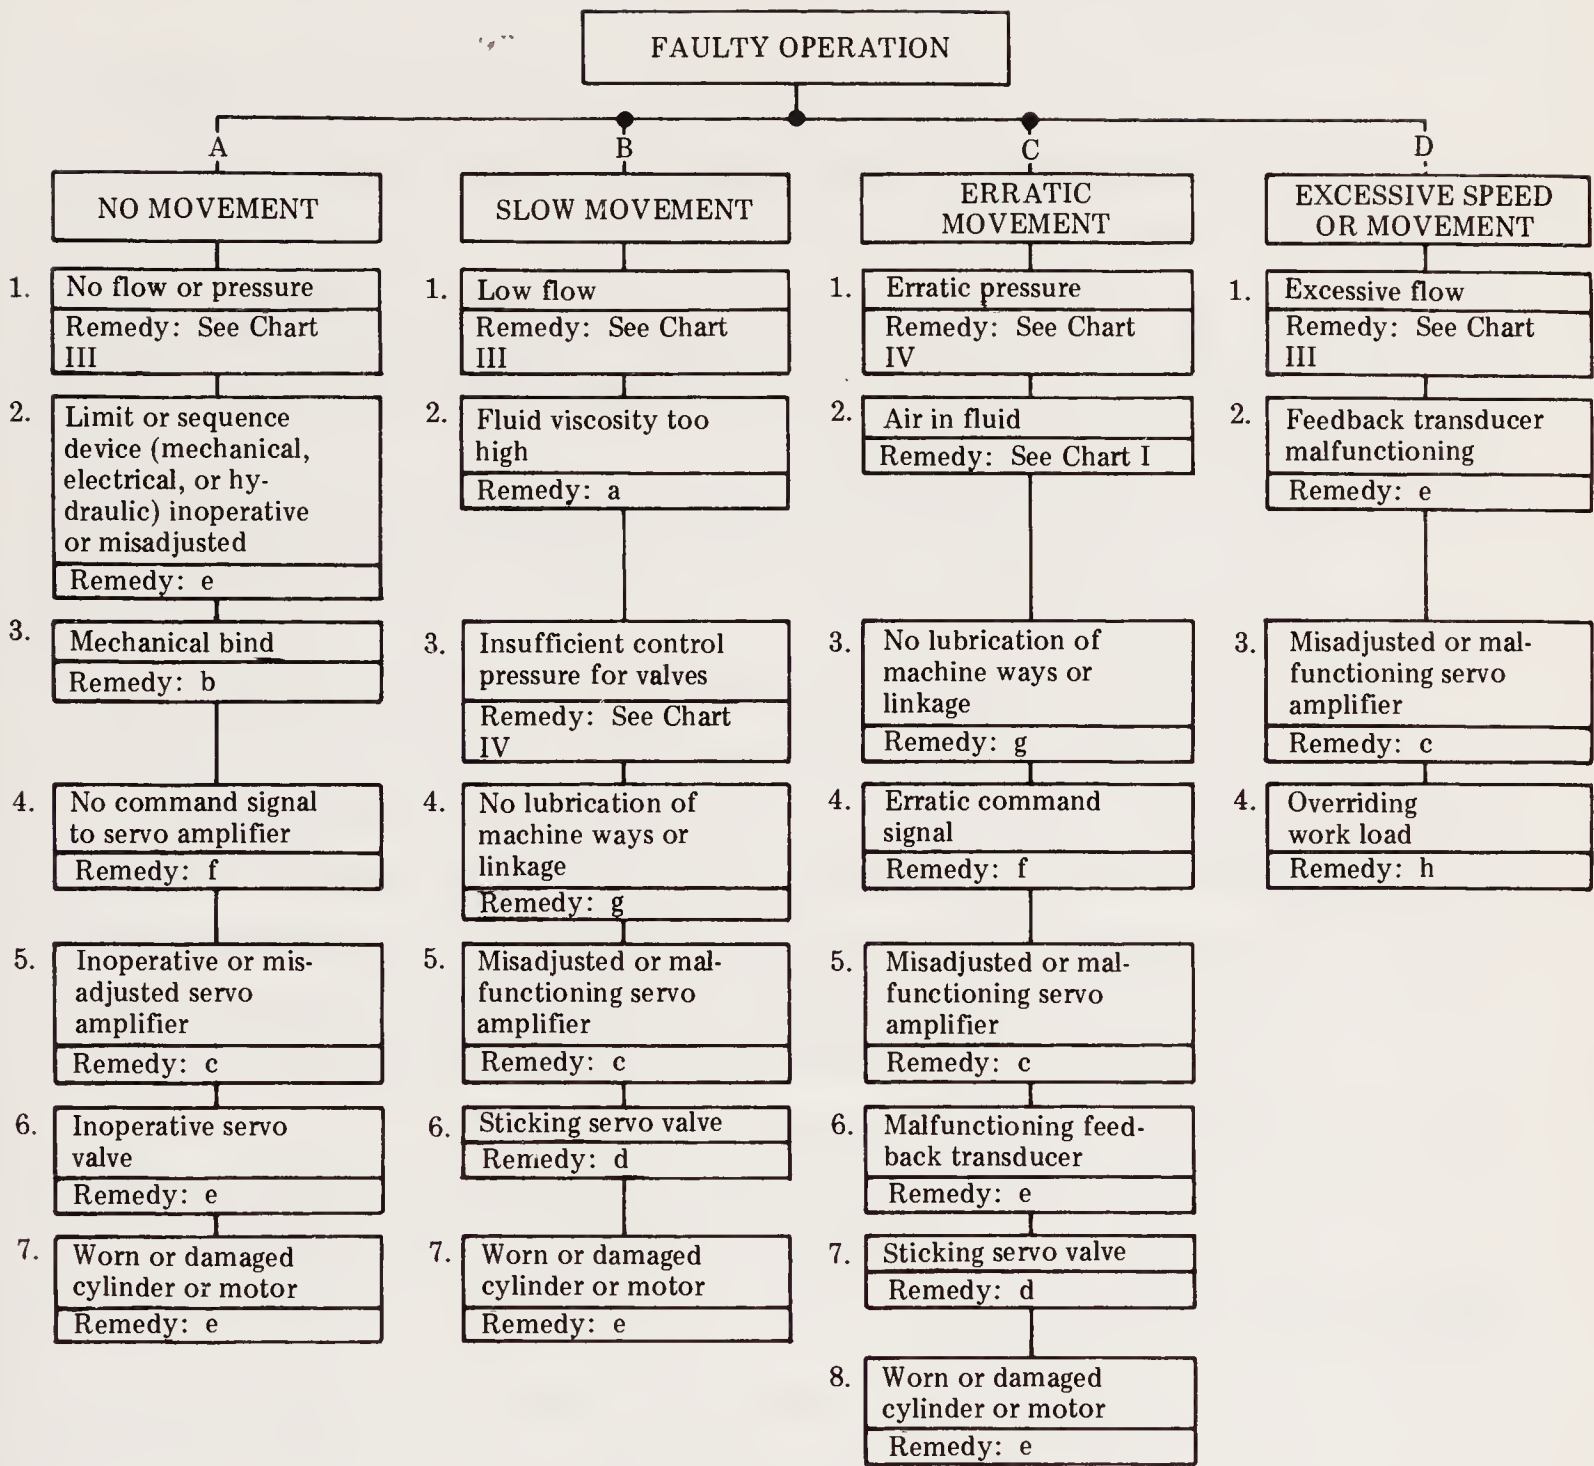 FAULTY OPERATION
A
NO MOVEMENT
1. No flow or pressure
Remedy: See Chart
III
2. Limit or sequence
device (mechanical,
electrical, or hy-
draulic) inoperative
or misadjusted
Remedy: e
3. Mechanical bind
Remedy: b
4. No command signal
to servo amplifier
Remedy: f
5. Inoperative or mis-
adjusted servo
amplifier
Remedy: c
6. Inoperative servo
valve
Remedy: e
7. Worn or damaged
cylinder or motor
Remedy: e
B
SLOW MOVEMENT
1. Low flow
Remedy: See Chart
III
2. Fluid viscosity too
high
Remedy: a
3. Insufficient control
pressure for valves
Remedy: See Chart
IV
4. No lubrication of
machine ways or
linkage
Remedy: g
5. Misadjusted or mal-
functioning servo
amplifier
Remedy: c
6. Sticking servo valve
Remedy: d
7. Worn or damaged
cylinder or motor
Remedy: e
C
ERRATIC
MOVEMENT
1. Erratic pressure
Remedy: See Chart
IV
2. Air in fluid
Remedy: See Chart I
3. No lubrication of
machine ways or
linkage
Remedy: g
4. Erratic command
signal
Remedy: f
5. Misadjusted or mal-
functioning servo
amplifier
Remedy: c
6. Malfunctioning feed-
back transducer
Remedy: e
7. Sticking servo valve
Remedy: d
8. Worn or damaged
cylinder or motor
Remedy: e
D
EXCESSIVE SPEED
OR MOVEMENT
1. Excessive flow
Remedy: See Chart
III
2. Feedback transducer
malfunctioning
Remedy: e
3. Misadjusted or mal-
functioning servo
amplifier
Remedy: c
4. Overriding
work load
Remedy: h